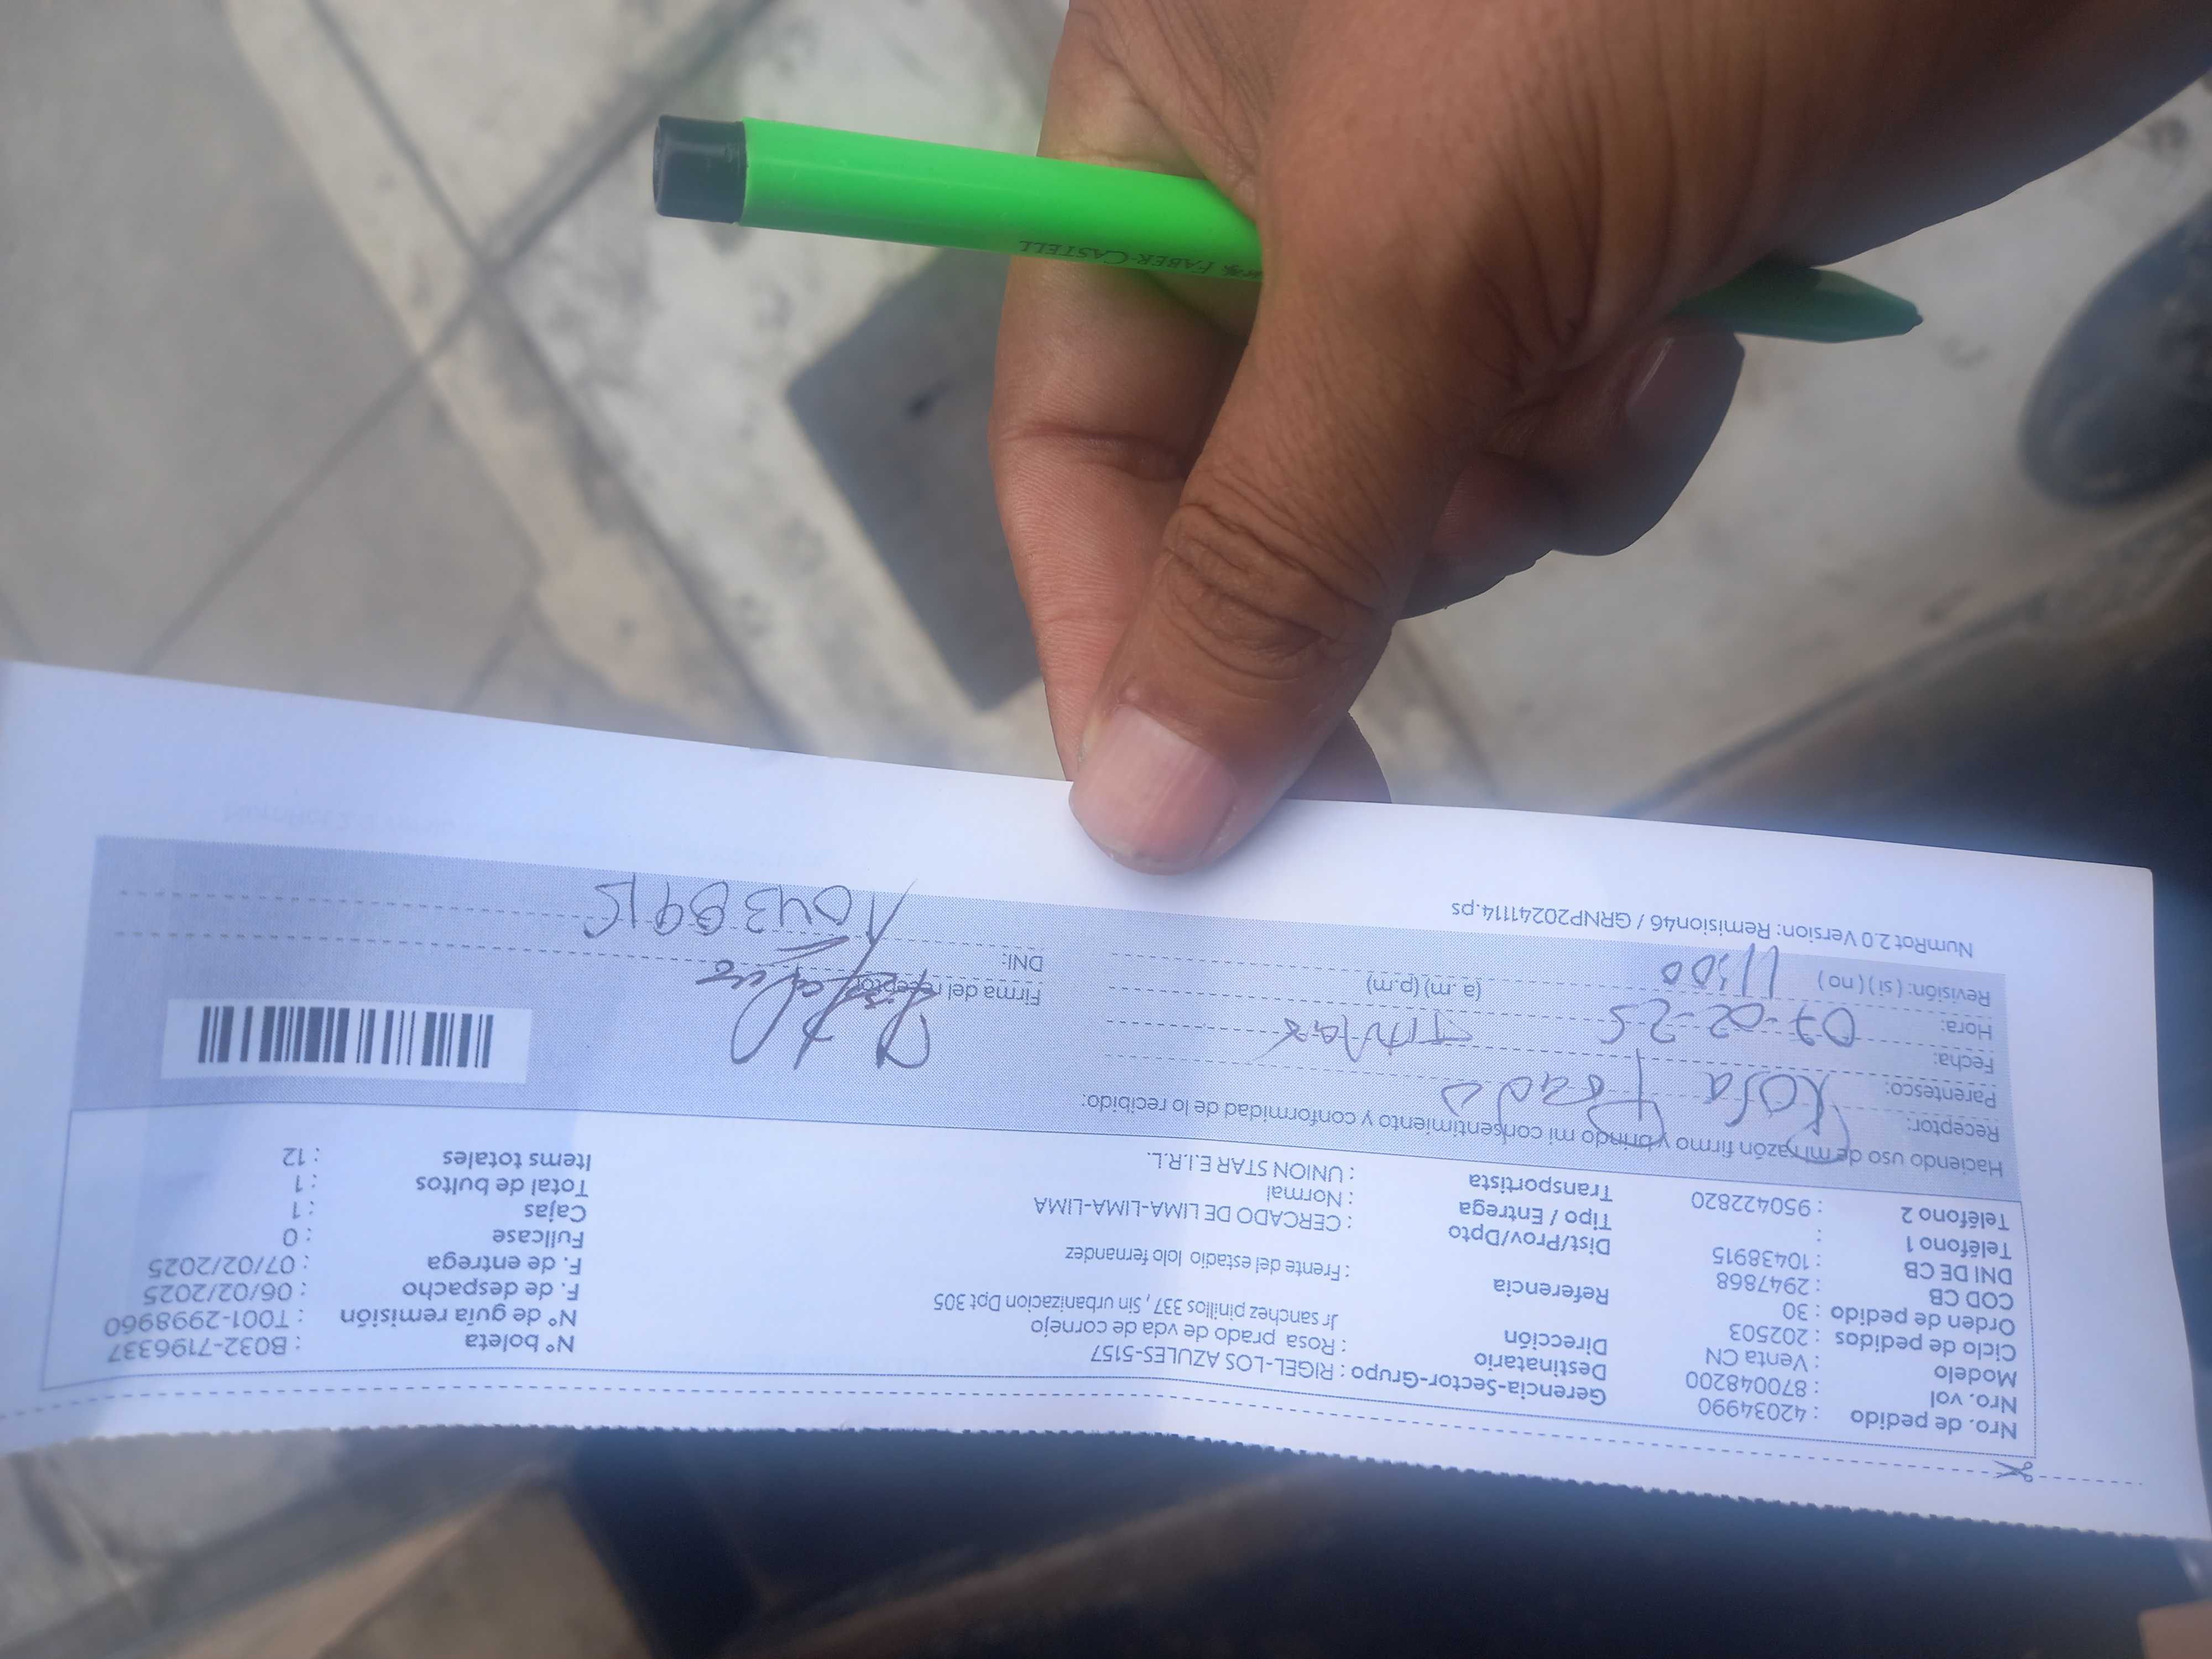 Nro. de pedido : 42034990
Nro. vol : 870048200
Modelo : Venta CN
Ciclo de pedidos : 202503
Orden de pedido : 30
COD CB : 2947868
DNI DE CB : 10438915
Teléfono 1 :
Teléfono 2 : 950422820
Gerencia-Sector-Grupo : RIGEL-LOS AZULES-5157
Destinatario : Rosa prado de vda de cornejo
Dirección Jr sanchez pinillos 337 , Sin urbanizacion Dpt 305
Referencia : Frente del estadio lolo fernandez
Dist/Prov/Dpto : CERCADO DE LIMA-LIMA-LIMA
Tipo / Entrega : Normal
Transportista : UNION STAR E.I.R.L.
N° boleta : B032-7196337
N° de guía remisión : T001-2998960
F. de despacho : 06/02/2025
F. de entrega : 07/02/2025
Fullcase : 0
Cajas : 1
Total de bultos : 1
Items totales : 12
Haciendo uso de mi razón firmo y brindo mi consentimiento y conformidad de lo recibido:
Receptor: Rosa Prado
Parentesco: Titular
Fecha: 07-02-25
Hora: 11:00 (a .m) (p.m)
Revisión: ( si ) ( no )
Firma del receptor
DNI: 10438915
NumRot 2.0 Version: Remision46 / GRNP20241114.ps
FABER-CASTELL